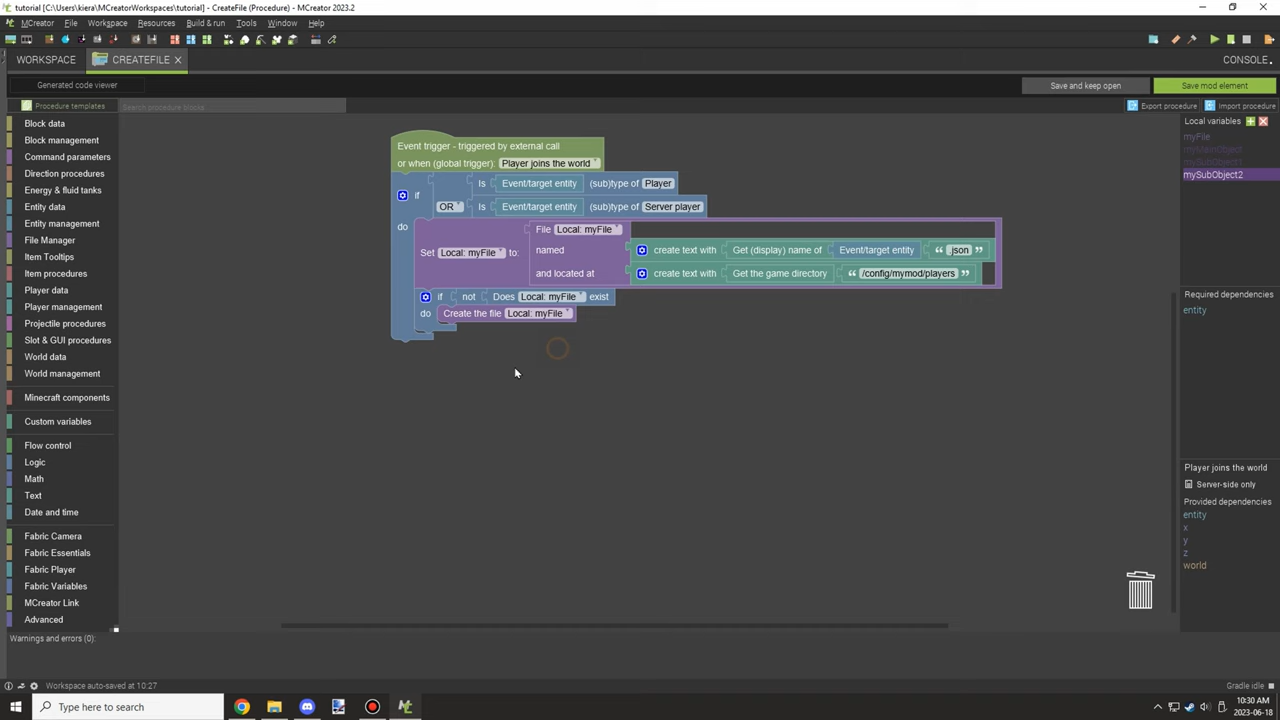 tutorial [C:\Users\kiera\MCreatorWorkspaces\tutorial] - CreateFile (Procedure) - MCreator 2023.2
MCreator File Workspace Resources Build & run Tools Window Help
WORKSPACE CREATEFILE CONSOLE
Generated code viewer Save and keep open Save mod element
Procedure templates Search procedure blocks Export procedure Import procedure
Block data
Block management
Command parameters
Direction procedures
Energy & fluid tanks
Entity data
Entity management
File Manager
Item Tooltips
Item procedures
Player data
Player management
Projectile procedures
Slot & GUI procedures
World data
World management
Minecraft components
Custom variables
Flow control
Logic
Math
Text
Date and time
Fabric Camera
Fabric Essentials
Fabric Player
Fabric Variables
MCreator Link
Advanced
Event trigger - triggered by external call
or when (global trigger): Player joins the world
if Is Event/target entity (sub)type of Player
OR Is Event/target entity (sub)type of Server player
do Set Local: myFile to: File Local: myFile
named create text with Get (display) name of Event/target entity “ .json ”
and located at create text with Get the game directory “ /config/mymod/players ”
if not Does Local: myFile exist
do Create the file Local: myFile
Local variables
myFile
myMainObject
mySubObject1
mySubObject2
Required dependencies
entity
Player joins the world
Server-side only
Provided dependencies
entity
x
y
z
world
Warnings and errors (0):
Workspace auto-saved at 10:27 Gradle idle
Type here to search
10:30 AM
2023-06-18